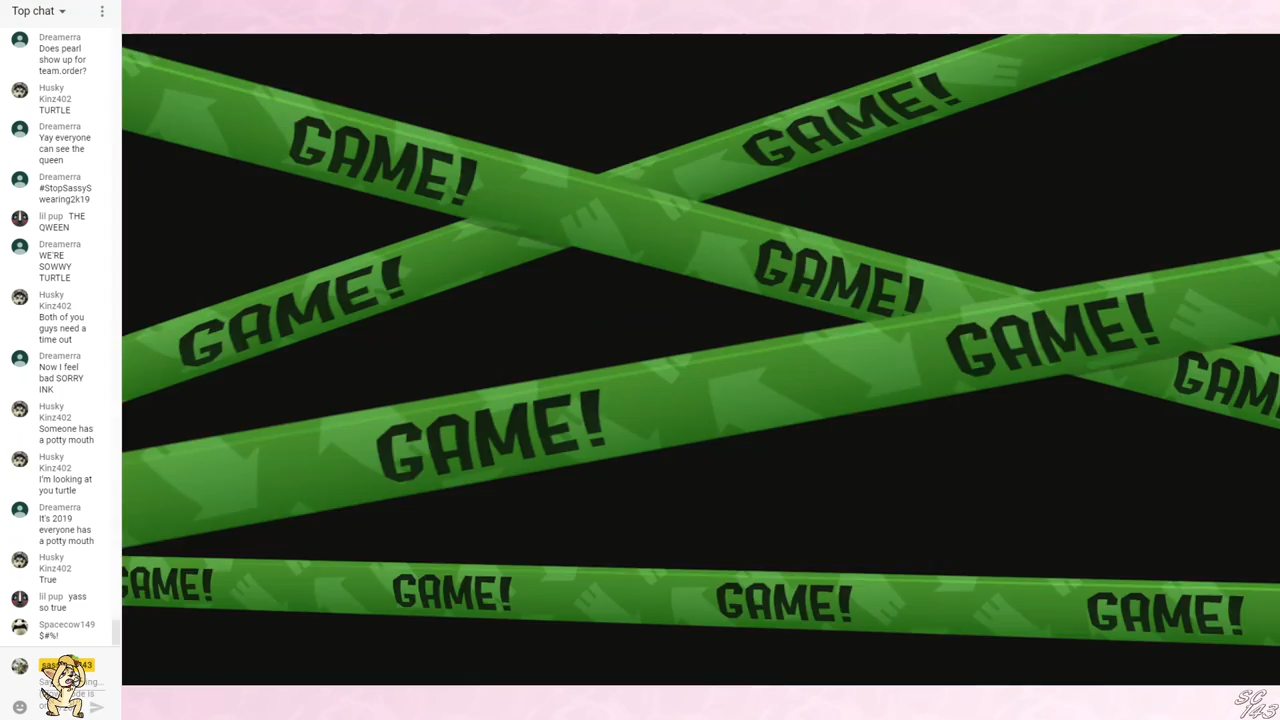 Top chat
Dreamerra
Does pearl
show up for
team.order?
Husky
Kinz402
TURTLE
Dreamerra
Yay everyone
can see the
queen
Dreamerra
#StopSassyS
wearing2k19
lil pup THE
QWEEN
Dreamerra
WE'RE
SOWWY
TURTLE
Husky
Kinz402
Both of you
guys need a
time out
Dreamerra
Now I feel
bad SORRY
INK
Husky
Kinz402
Someone has
a potty mouth
Husky
Kinz402
I'm looking at
you turtle
Dreamerra
It's 2019
everyone has
a potty mouth
Husky
Kinz402
True
lil pup yass
so true
Spacecow149
$#%!
GAME!
GAME!
GAME!
GAME!
GAME!
GAM
GAME!
GAME!
GAME!
GAME!
GAME!
SC
143